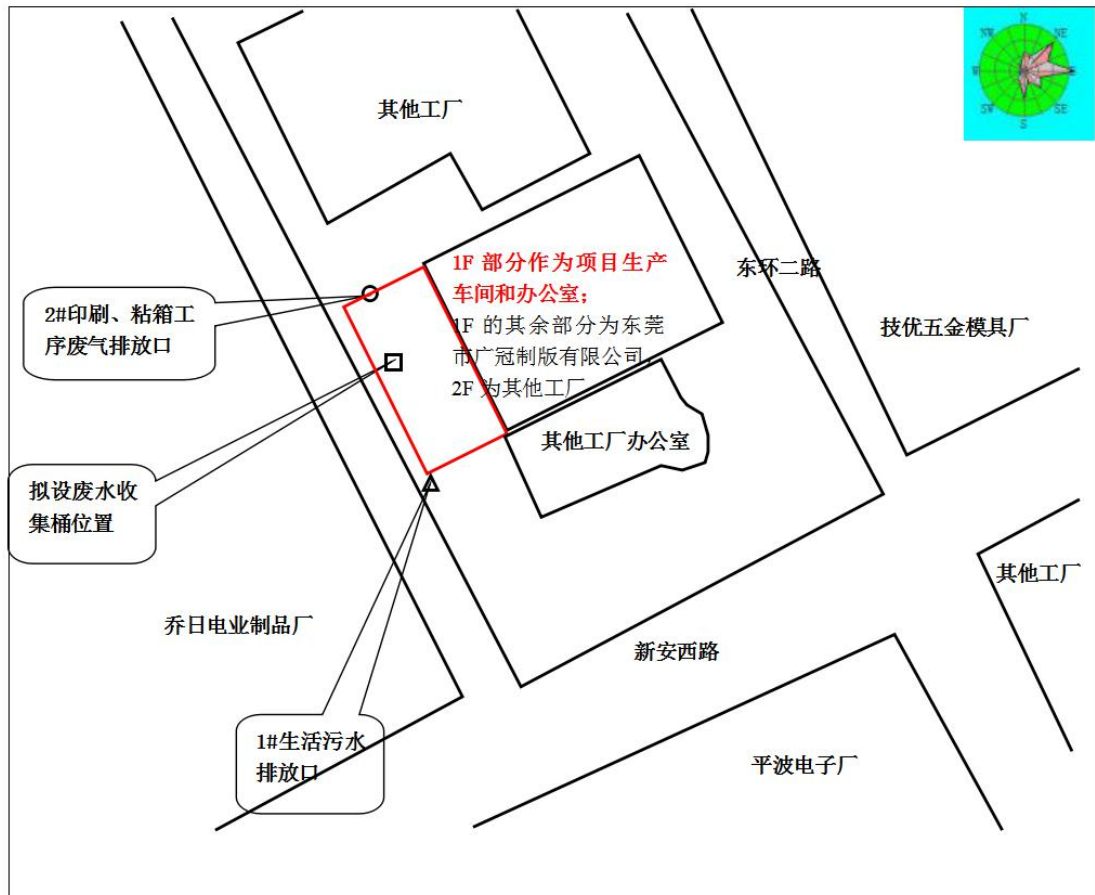 N
NW
NE
W
E
SW
SE
S
其他工厂
1F 部分作为项目生产
车间和办公室；
1F 的其余部分为东莞
市广冠制版有限公司，
2F 为其他工厂
东环二路
技优五金模具厂
2#印刷、粘箱工
序废气排放口
其他工厂办公室
拟设废水收
集桶位置
其他工厂
乔日电业制品厂
新安西路
1#生活污水
排放口
平波电子厂